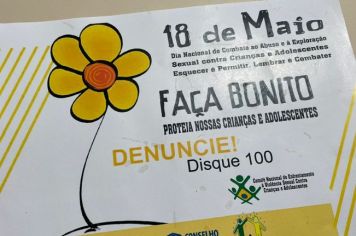 18 de Maio
Dia Nacional de Combate ao Abuso e à Exploração
Sexual contra Crianças e Adolescentes
Esquecer é Permitir, Lembrar é Combater
FAÇA BONITO
PROTEJA NOSSAS CRIANÇAS E ADOLESCENTES
DENUNCIE!
Disque 100
Comitê Nacional de Enfrentamento
à Violência Sexual Contra
Crianças e Adolescentes
CONSELHO